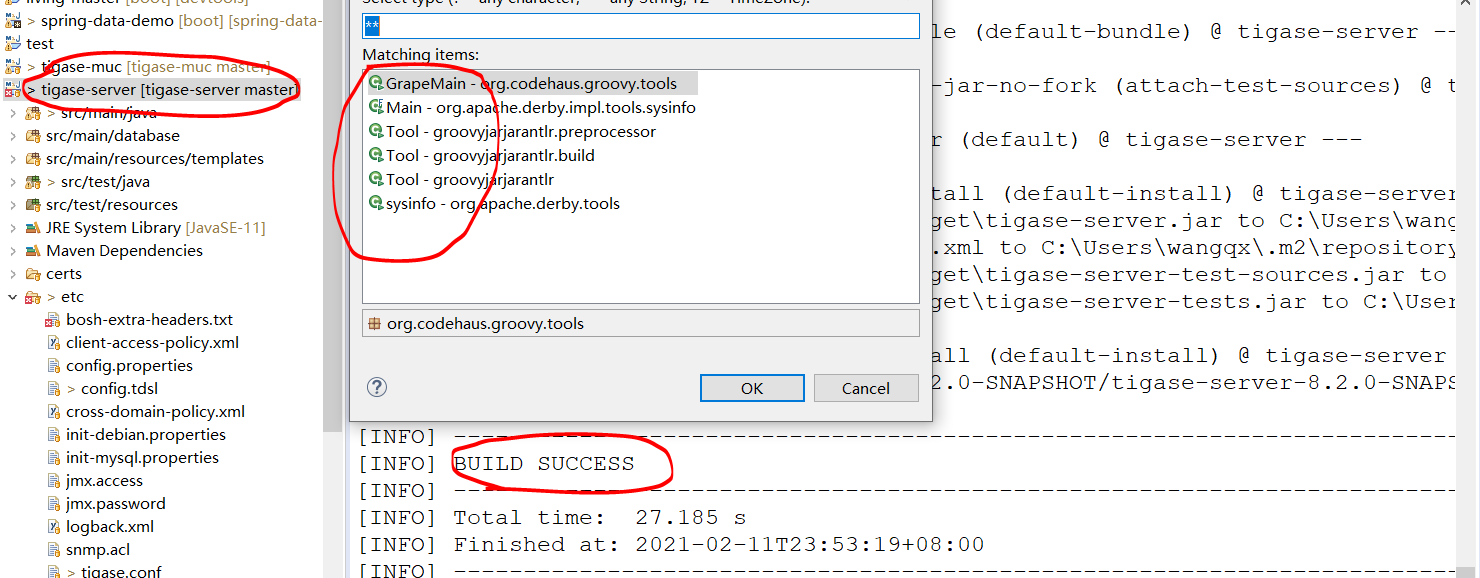 living-master [boot] [devtools]
> spring-data-demo [boot] [spring-data-
test
> tigase-muc [tigase-muc master]
> tigase-server [tigase-server master]
> src/main/java
src/main/database
src/main/resources/templates
> src/test/java
src/test/resources
JRE System Library [JavaSE-11]
Maven Dependencies
certs
> etc
bosh-extra-headers.txt
client-access-policy.xml
config.properties
> config.tdsl
cross-domain-policy.xml
init-debian.properties
init-mysql.properties
jmx.access
jmx.password
logback.xml
snmp.acl
> tigase.conf
**
Matching items:
GrapeMain - org.codehaus.groovy.tools
Main - org.apache.derby.impl.tools.sysinfo
Tool - groovyjarjarantlr.preprocessor
Tool - groovyjarjarantlr.build
Tool - groovyjarjarantlr
sysinfo - org.apache.derby.tools
org.codehaus.groovy.tools
?
OK
Cancel
le (default-bundle) @ tigase-server --
-jar-no-fork (attach-test-sources) @ t
r (default) @ tigase-server ---
tall (default-install) @ tigase-server
get\tigase-server.jar to C:\Users\wang
.xml to C:\Users\wangqx\.m2\repository
get\tigase-server-test-sources.jar to
get\tigase-server-tests.jar to C:\User
all (default-install) @ tigase-server
2.0-SNAPSHOT/tigase-server-8.2.0-SNAPS
[INFO] ------------------------------------------------------------------------
[INFO] BUILD SUCCESS
[INFO] ------------------------------------------------------------------------
[INFO] Total time:  27.185 s
[INFO] Finished at: 2021-02-11T23:53:19+08:00
[INFO] ------------------------------------------------------------------------